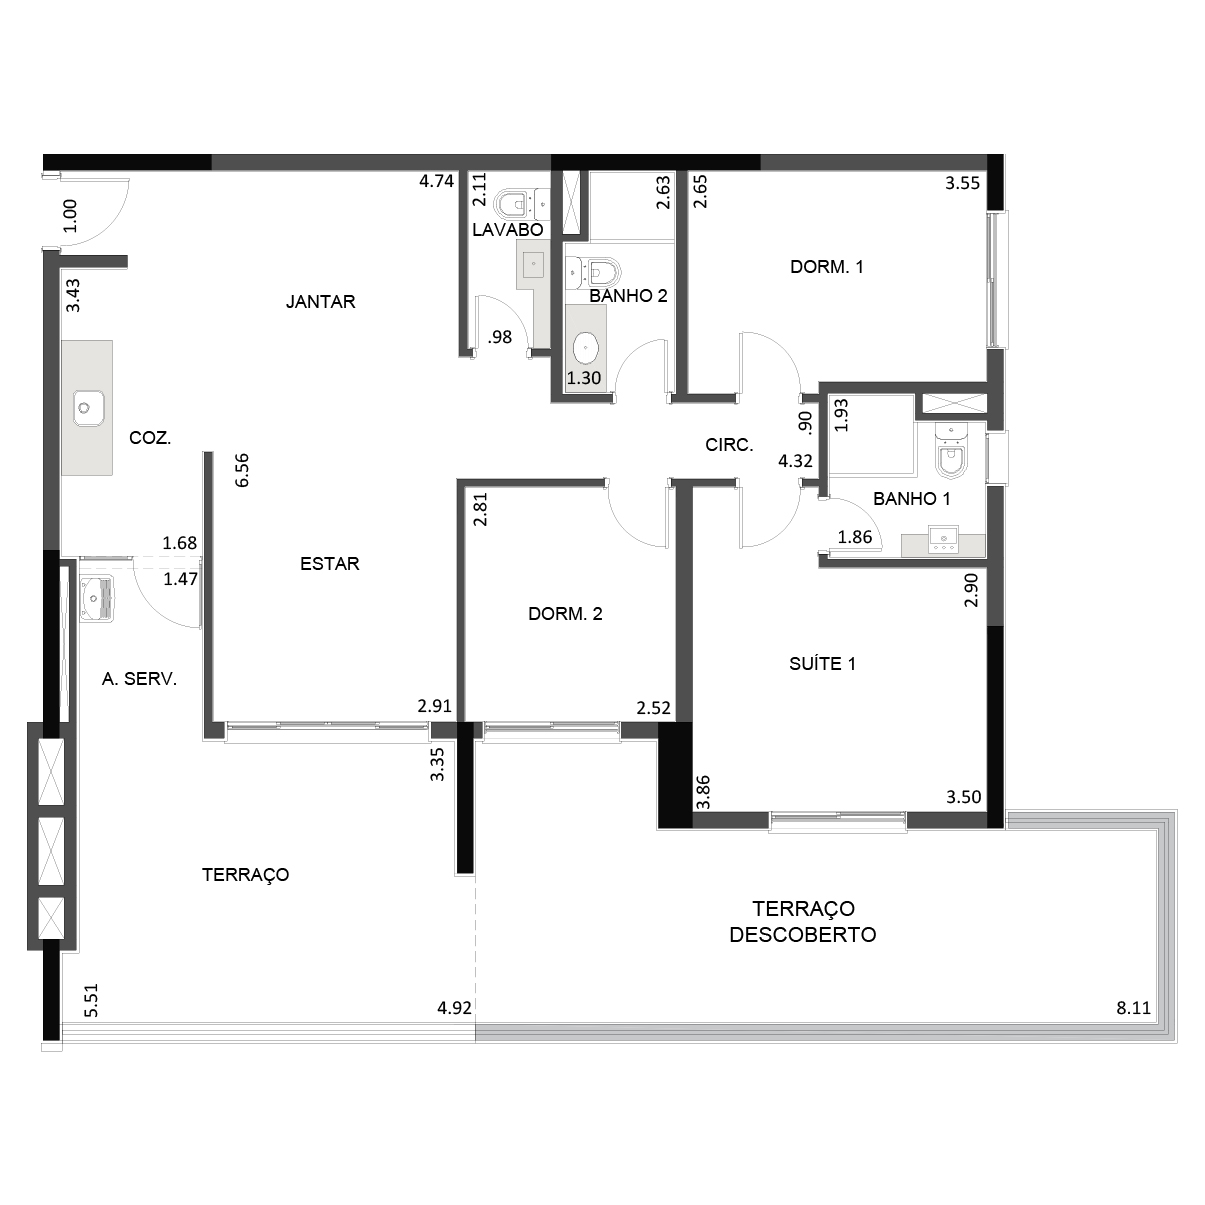 4.74
2.11
2.63
2.65
3.55
1.00
LAVABO
DORM. 1
3.43
JANTAR
BANHO 2
.98
1.30
1.93
.90
COZ.
CIRC.
4.32
6.56
2.81
BANHO 1
1.86
1.68
1.47
ESTAR
2.90
DORM. 2
A. SERV.
SUÍTE 1
2.91
2.52
3.35
3.86
3.50
TERRAÇO
TERRAÇO
DESCOBERTO
5.51
4.92
8.11